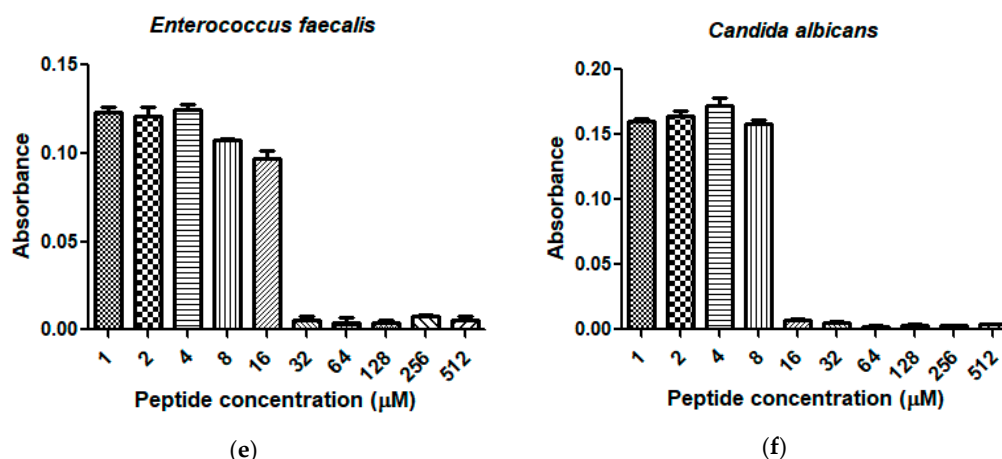 Enterococcus faecalis
Absorbance
0.15
0.10
0.05
0.00
1 2 4 8 16 32 64 128 256 512
Peptide concentration (μM)
(e)
Candida albicans
Absorbance
0.20
0.15
0.10
0.05
0.00
1 2 4 8 16 32 64 128 256 512
Peptide concentration (μM)
(f)